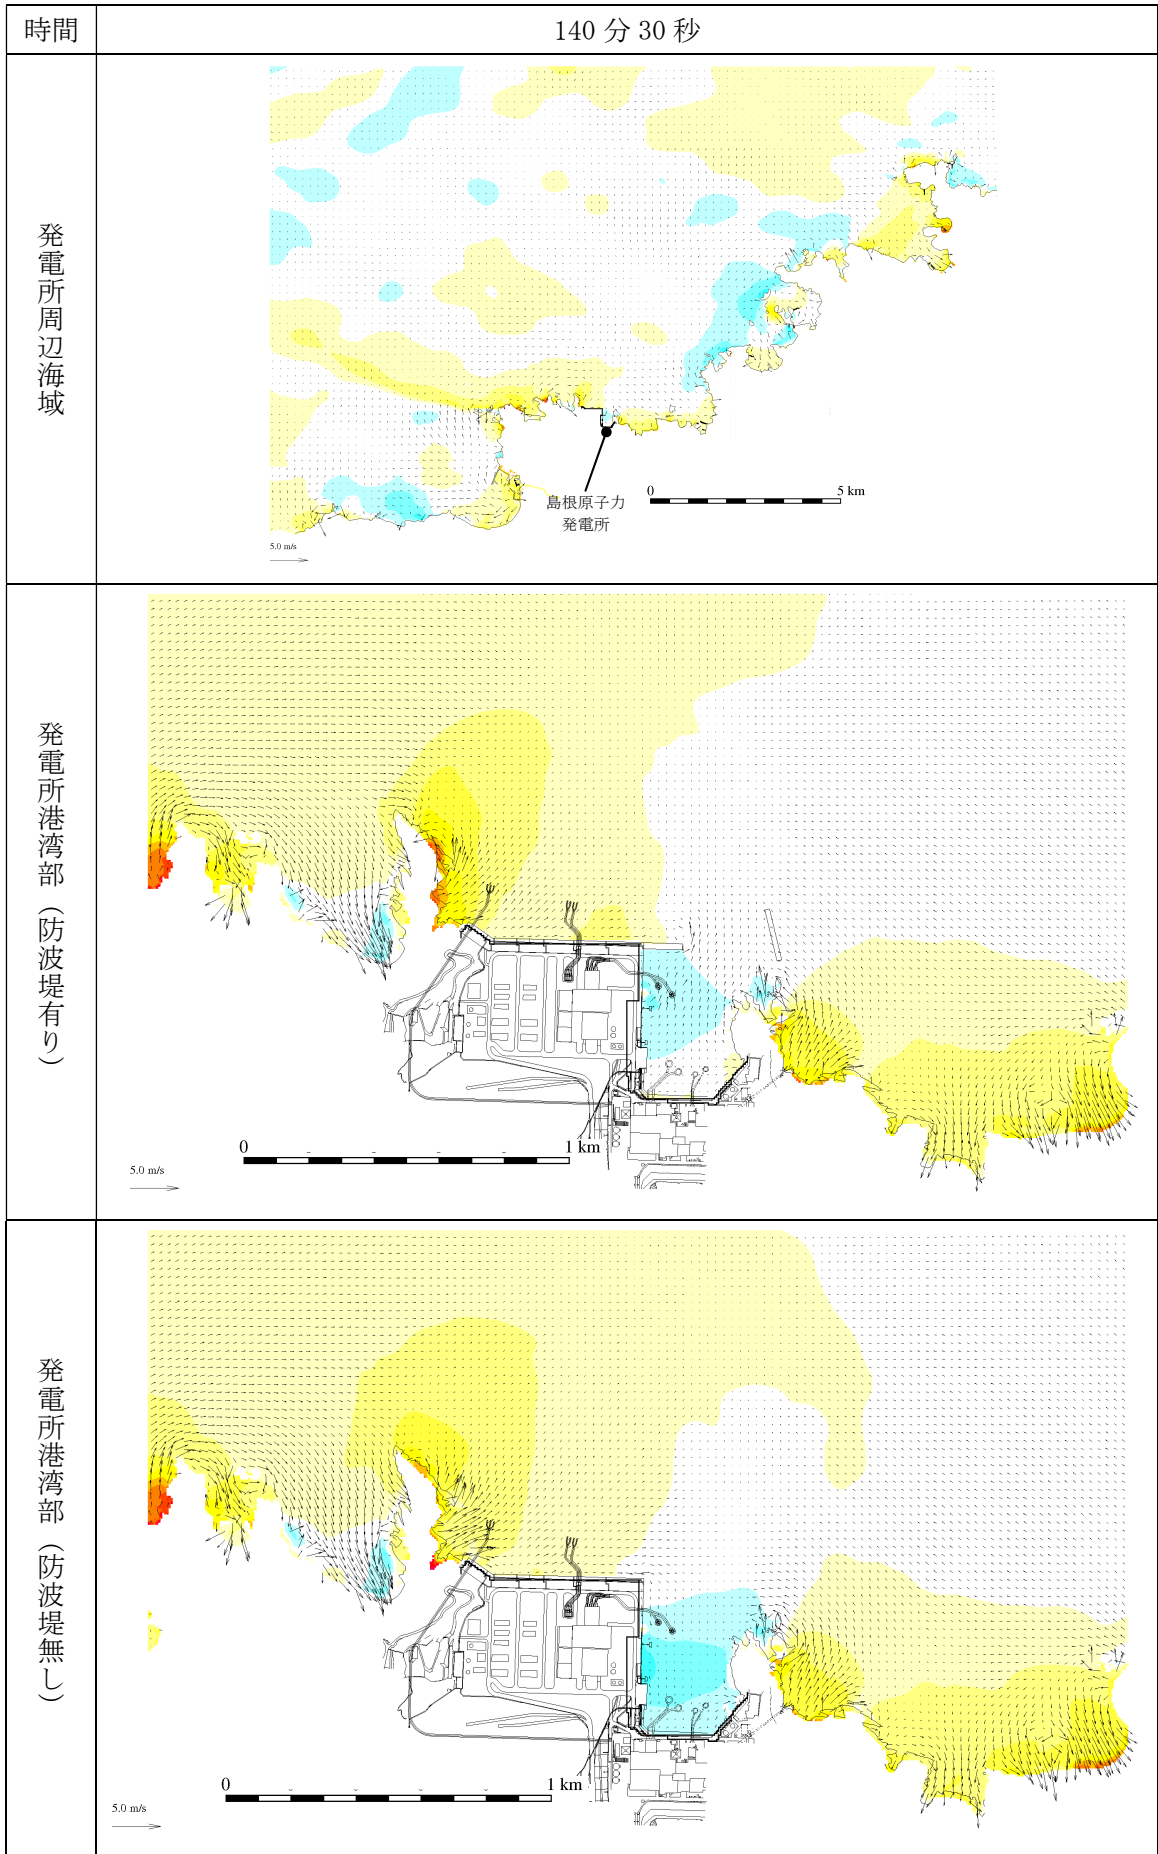 時間
140 分 30 秒
発電所周辺海域
島根原子力
発電所
0
5 km
5.0 m/s
発電所港湾部（防波堤有り）
0
1 km
5.0 m/s
発電所港湾部（防波堤無し）
0
1 km
5.0 m/s